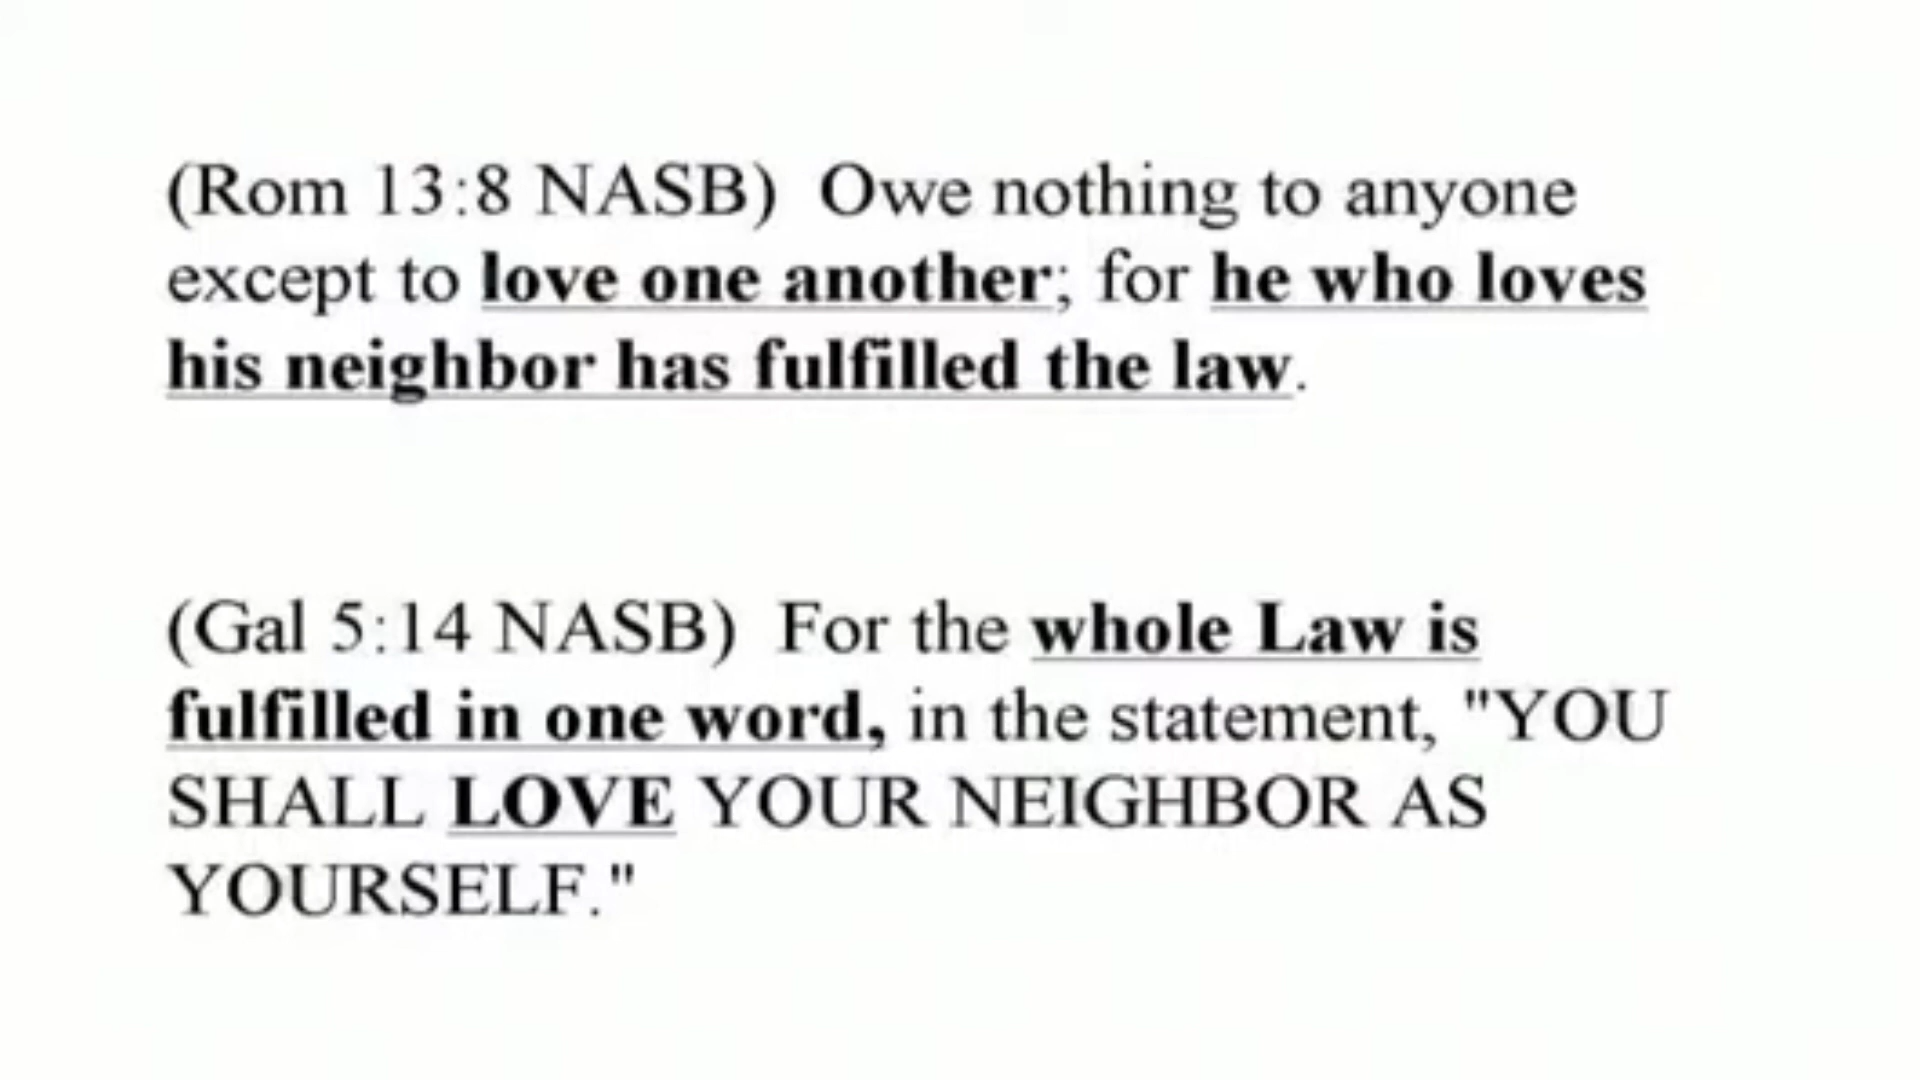 (Rom 13:8 NASB)  Owe nothing to anyone
except to love one another; for he who loves
his neighbor has fulfilled the law.
(Gal 5:14 NASB)  For the whole Law is
fulfilled in one word, in the statement, "YOU
SHALL LOVE YOUR NEIGHBOR AS
YOURSELF."